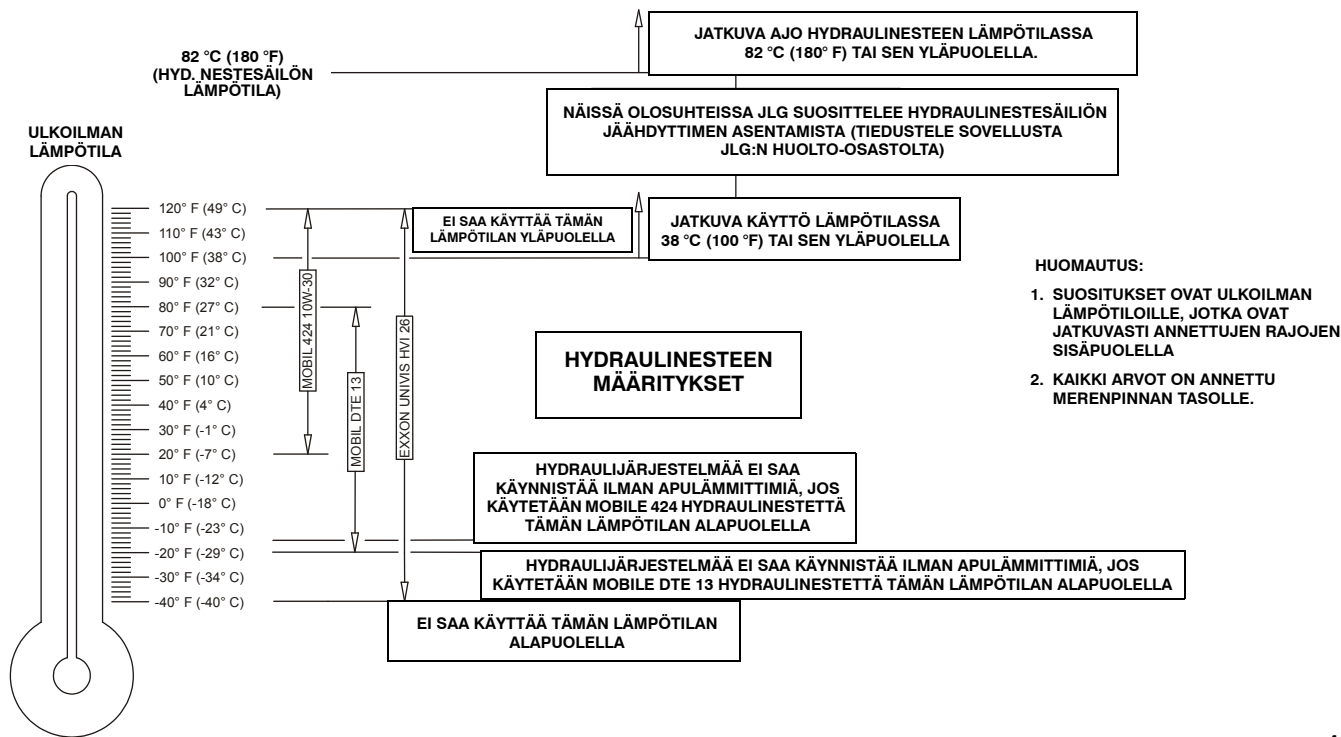 JATKUVA AJO HYDRAULINESTEEN LÄMPÖTILASSA
82 °C (180° F) TAI SEN YLÄPUOLELLA.
82 °C (180 °F)
(HYD. NESTESÄILÖN
LÄMPÖTILA)
NÄISSÄ OLOSUHTEISSA JLG SUOSITTELEE HYDRAULINESTESÄILIÖN
JÄÄHDYTTIMEN ASENTAMISTA (TIEDUSTELE SOVELLUSTA
JLG:N HUOLTO-OSASTOLTA)
ULKOILMAN
LÄMPÖTILA
120° F (49° C)
110° F (43° C)
100° F (38° C)
90° F (32° C)
80° F (27° C)
70° F (21° C)
60° F (16° C)
50° F (10° C)
40° F (4° C)
30° F (-1° C)
20° F (-7° C)
10° F (-12° C)
0° F (-18° C)
-10° F (-23° C)
-20° F (-29° C)
-30° F (-34° C)
-40° F (-40° C)
MOBIL 424 10W-30
MOBIL DTE 13
EXXON UNIVIS HVI 26
EI SAA KÄYTTÄÄ TÄMÄN
LÄMPÖTILAN YLÄPUOLELLA
JATKUVA KÄYTTÖ LÄMPÖTILASSA
38 °C (100 °F) TAI SEN YLÄPUOLELLA
HYDRAULINESTEEN
MÄÄRITYKSET
HUOMAUTUS:
1. SUOSITUKSET OVAT ULKOILMAN
LÄMPÖTILOILLE, JOTKA OVAT
JATKUVASTI ANNETTUJEN RAJOJEN
SISÄPUOLELLA
2. KAIKKI ARVOT ON ANNETTU
MERENPINNAN TASOLLE.
HYDRAULIJÄRJESTELMÄÄ EI SAA
KÄYNNISTÄÄ ILMAN APULÄMMITTIMIÄ, JOS
KÄYTETÄÄN MOBILE 424 HYDRAULINESTETTÄ
TÄMÄN LÄMPÖTILAN ALAPUOLELLA
HYDRAULIJÄRJESTELMÄÄ EI SAA KÄYNNISTÄÄ ILMAN APULÄMMITTIMIÄ, JOS
KÄYTETÄÄN MOBILE DTE 13 HYDRAULINESTETTÄ TÄMÄN LÄMPÖTILAN ALAPUOLELLA
EI SAA KÄYTTÄÄ TÄMÄN LÄMPÖTILAN
ALAPUOLELLA